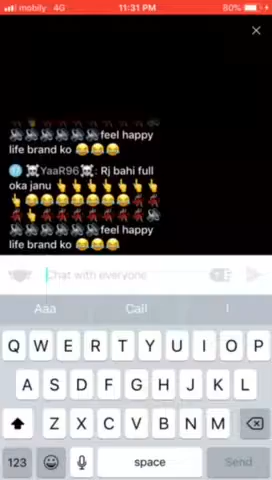 mobily 4G 11:31 PM 80%
feel happy
life brand ko 😂😂😂
☠YaaR96☠: Rj bahi full
oka janu 👆👆👆👆👆👆👆
👆😂😂😂😂😂😂😂💃💃
💃👆💃💃💃💃💃💃💃🔊
🔊🔊🔊🔊🔊🔊feel happy
life brand ko 😂😂😂
Chat with everyone
Aaa Call I
Q W E R T Y U I O P
A S D F G H J K L
Z X C V B N M
123 space Send